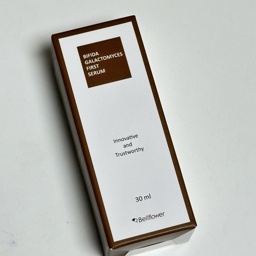 BIFIDA
GALACTOMYCES
FIRST
SERUM
Innovative
and
Trustworthy
30 ml
Bellflower